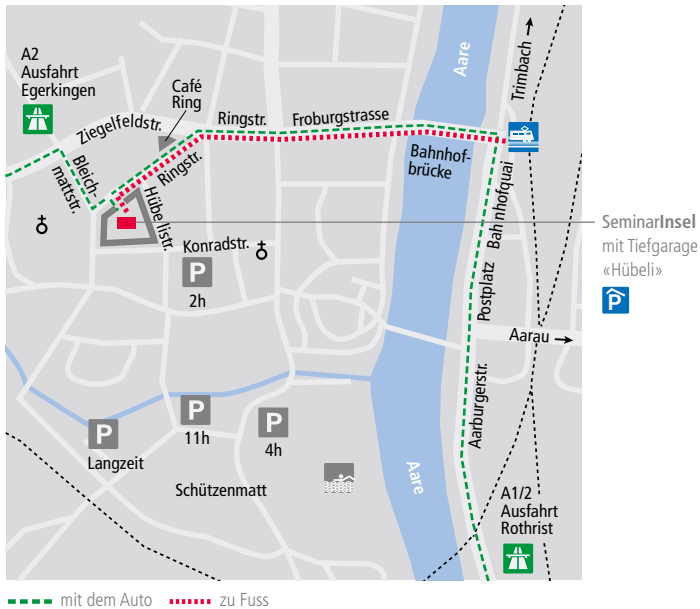 A2
Ausfahrt
Egerkingen
Café
Ring
Ziegelfeldstr.
Ringstr.
Froburgstrasse
Aare
Trimbach
Bleich-
mattstr.
Ringstr.
Hübelistr.
Bahnhof-
brücke
Bahnhofquai
SeminarInsel
mit Tiefgarage
«Hübeli»
P
Konradstr.
P
2h
Postplatz
Aarau
Aarburgerstr.
P
Langzeit
P
11h
P
4h
Schützenmatt
Aare
A1/2
Ausfahrt
Rothrist
mit dem Auto
zu Fuss